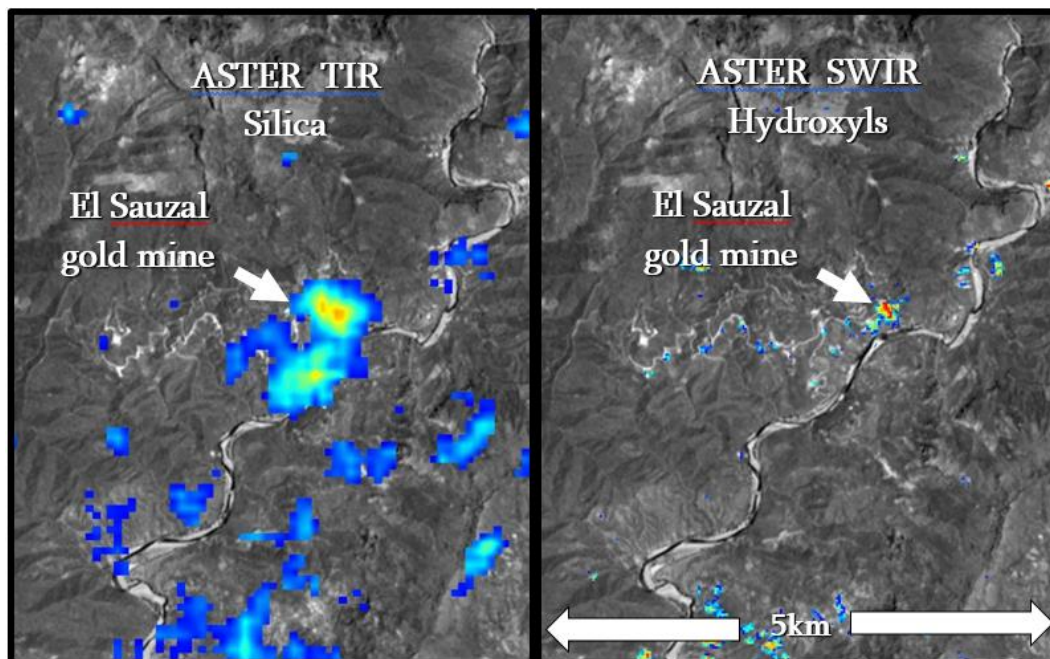 ASTER TIR
Silica
El Sauzal
gold mine
ASTER SWIR
Hydroxyls
El Sauzal
gold mine
5km